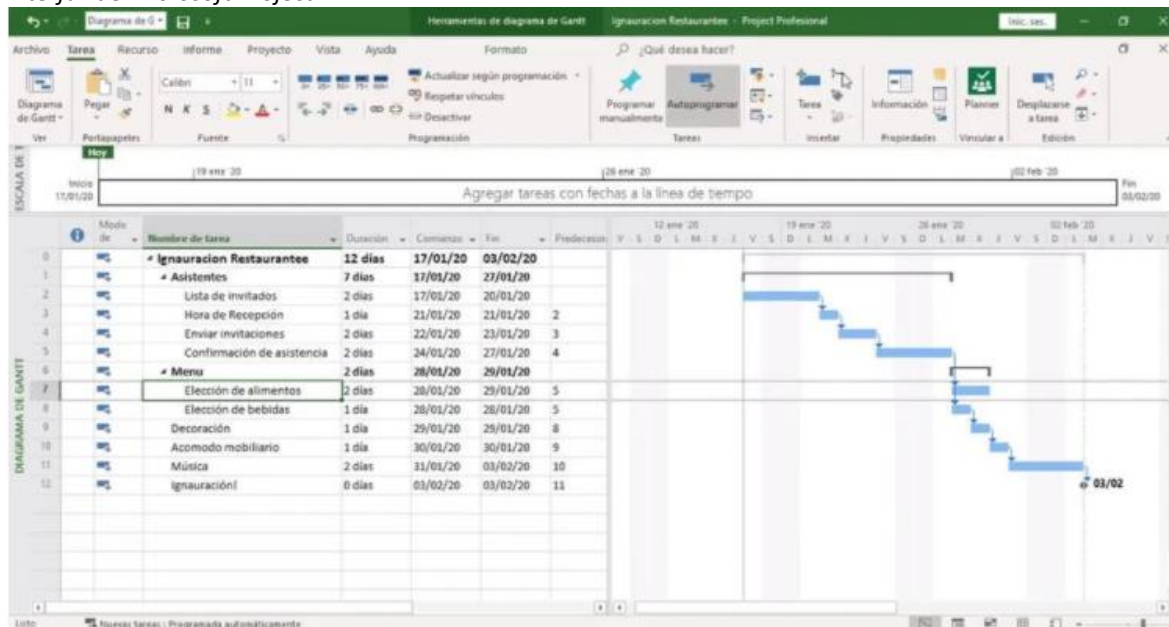 Diagrama de G
Herramientas de diagrama de Gantt
Ignauracion Restaurantee - Project Profesional
Inic. ses.
Archivo Tarea Recurso Informe Proyecto Vista Ayuda Formato ¿Qué desea hacer?
Diagrama de Gantt
Pegar
Calibri 11
N K S
Actualizar según programación
Respetar vínculos
Desactivar
Programar manualmente
Autoprogramar
Tarea
Información
Planner
Desplazarse a tarea
Ver Portapapeles Fuente Programación Tareas Insertar Propiedades Vincular a Edición
ESCALA DE T
Hoy
19 ene '20 26 ene '20 02 feb '20
Inicio
17/01/20
Agregar tareas con fechas a la línea de tiempo
Fin
03/02/20
DIAGRAMA DE GANTT
Modo de Nombre de tarea Duración Comienzo Fin Predecesor
12 ene '20 19 ene '20 26 ene '20 02 feb '20
V S D L M X J V S D L M X J V S D L M X J V S D L M X J V
0 Ignauracion Restaurantee 12 días 17/01/20 03/02/20
1 Asistentes 7 días 17/01/20 27/01/20
2 Lista de invitados 2 días 17/01/20 20/01/20
3 Hora de Recepción 1 día 21/01/20 21/01/20 2
4 Enviar invitaciones 2 días 22/01/20 23/01/20 3
5 Confirmación de asistencia 2 días 24/01/20 27/01/20 4
6 Menu 2 días 28/01/20 29/01/20
7 Elección de alimentos 2 días 28/01/20 29/01/20 5
8 Elección de bebidas 1 día 28/01/20 28/01/20 5
9 Decoración 1 día 29/01/20 29/01/20 8
10 Acomodo mobiliario 1 día 30/01/20 30/01/20 9
11 Música 2 días 31/01/20 03/02/20 10
12 Ignauración! 0 días 03/02/20 03/02/20 11
03/02
Listo Nuevas tareas : Programada automáticamente